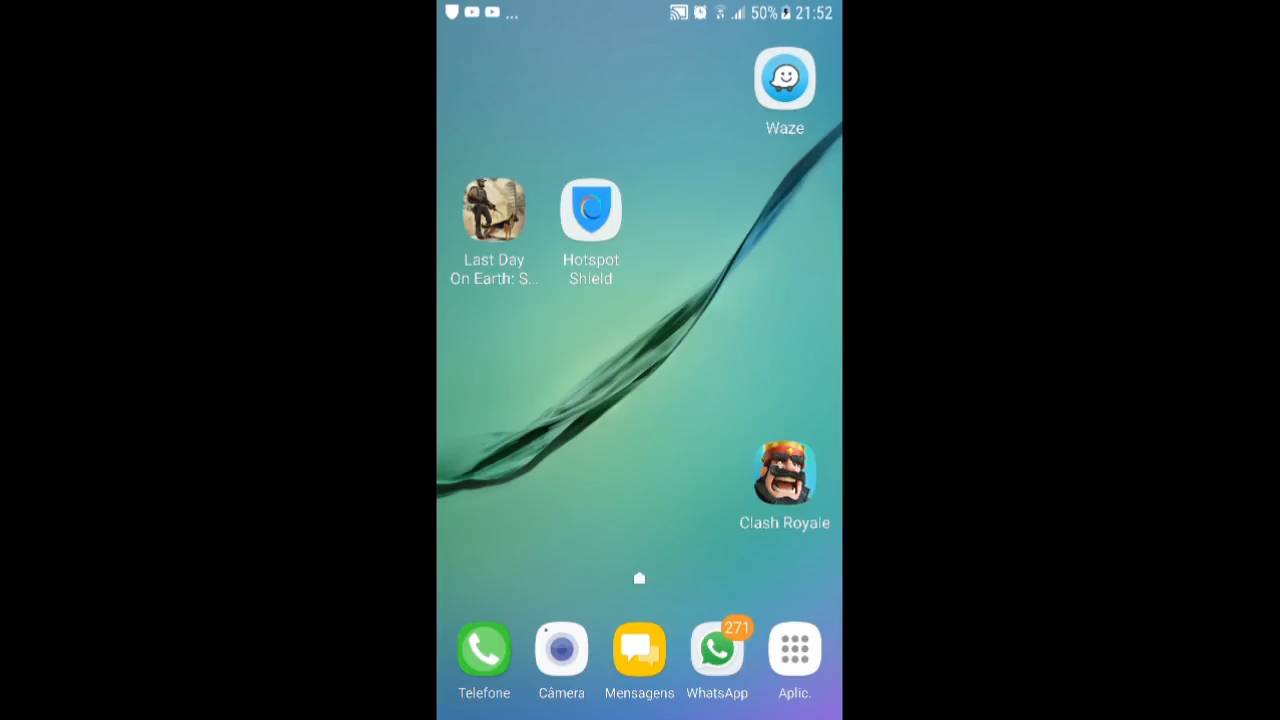 ... 50% 21:52
Waze
Last Day
On Earth: S...
Hotspot
Shield
Clash Royale
271
Telefone Câmera Mensagens WhatsApp Aplic.